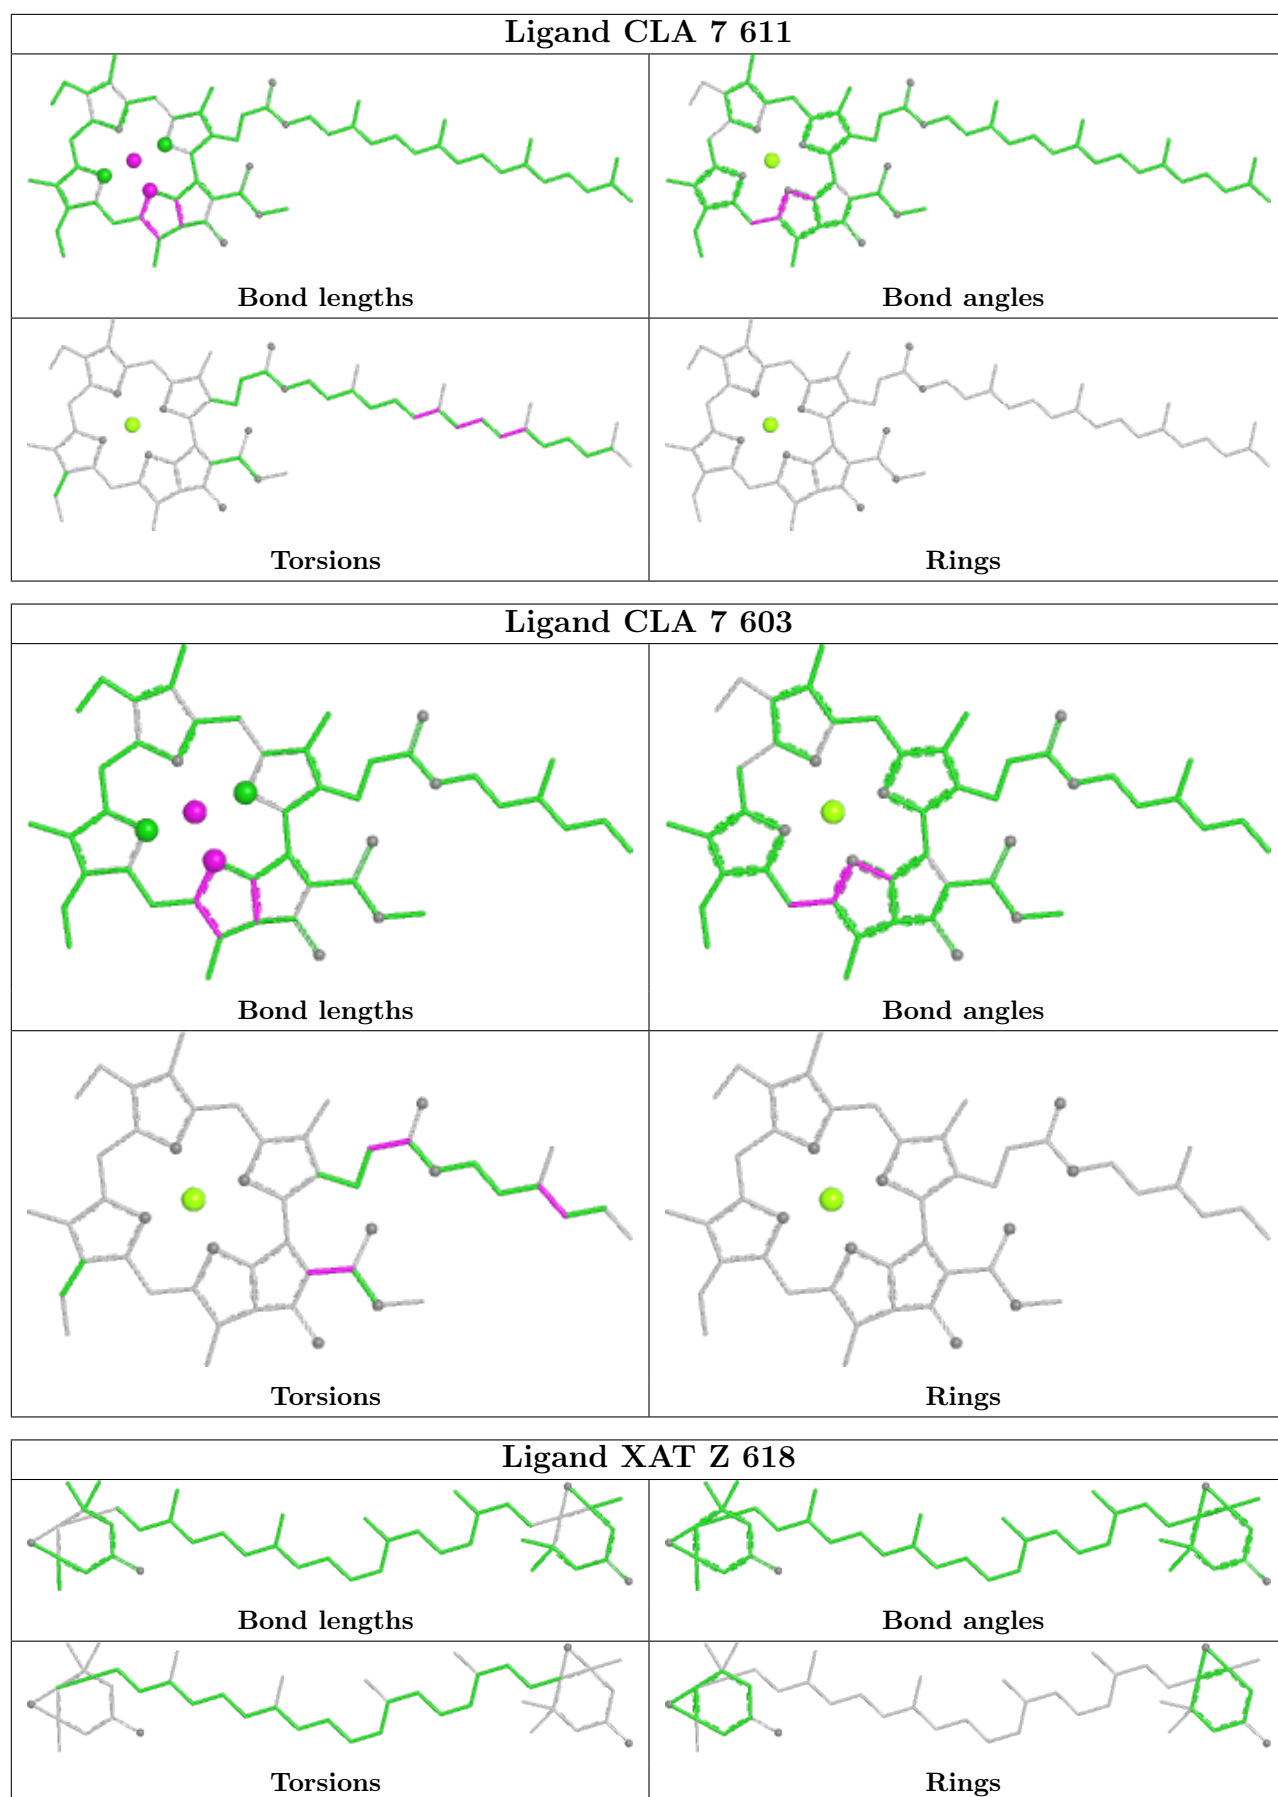 Ligand CLA 7 611
Bond lengths
Bond angles
Torsions
Rings
Ligand CLA 7 603
Bond lengths
Bond angles
Torsions
Rings
Ligand XAT Z 618
Bond lengths
Bond angles
Torsions
Rings